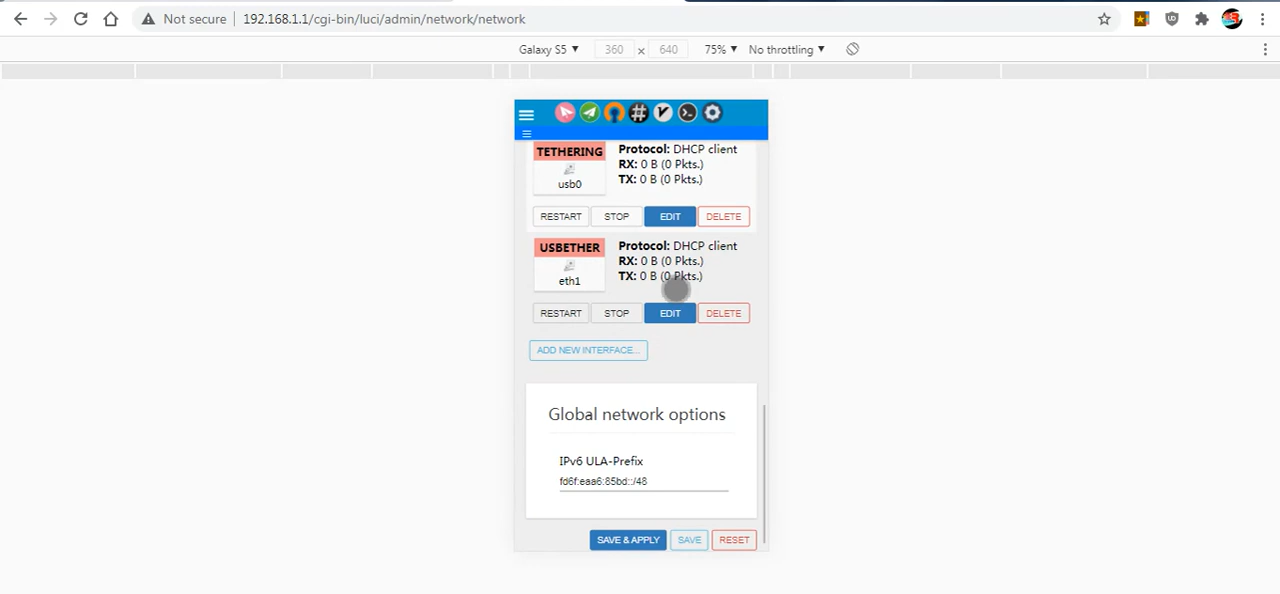 Not secure 192.168.1.1/cgi-bin/luci/admin/network/network
Galaxy S5 ▼ 360 x 640 75% ▼ No throttling ▼
TETHERING
usb0
Protocol: DHCP client
RX: 0 B (0 Pkts.)
TX: 0 B (0 Pkts.)
RESTART STOP EDIT DELETE
USBETHER
eth1
Protocol: DHCP client
RX: 0 B (0 Pkts.)
TX: 0 B (0 Pkts.)
RESTART STOP EDIT DELETE
ADD NEW INTERFACE...
Global network options
IPv6 ULA-Prefix
fd6f:eaa6:85bd::/48
SAVE & APPLY SAVE RESET